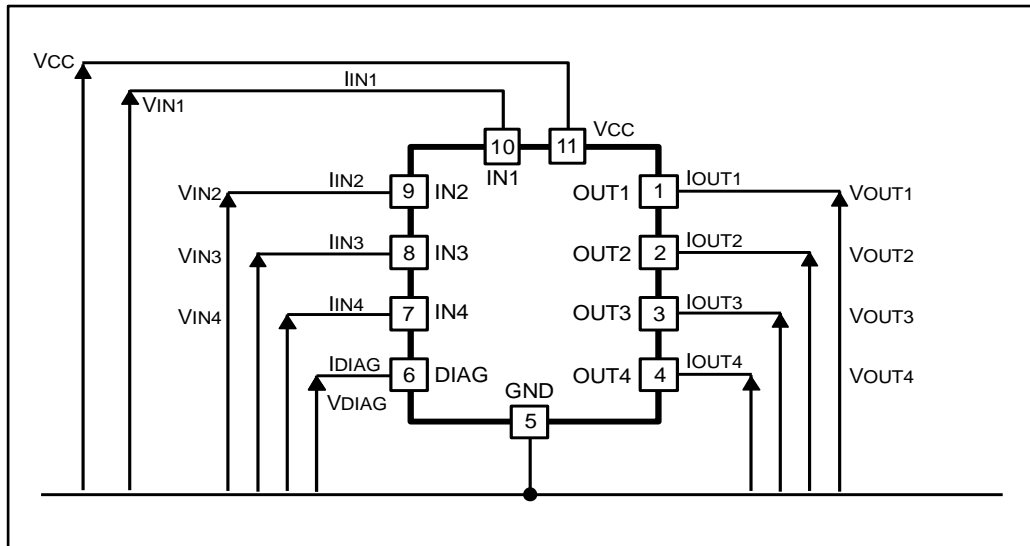 VCC
IIN1
VIN1
VCC
10
11
IN1
VIN2
IIN2
9
IN2
OUT1
1
IOUT1
VOUT1
VIN3
IIN3
8
IN3
OUT2
2
IOUT2
VOUT2
VIN4
IIN4
7
IN4
OUT3
3
IOUT3
VOUT3
IDIAG
6
DIAG
OUT4
4
IOUT4
VOUT4
VDIAG
GND
5